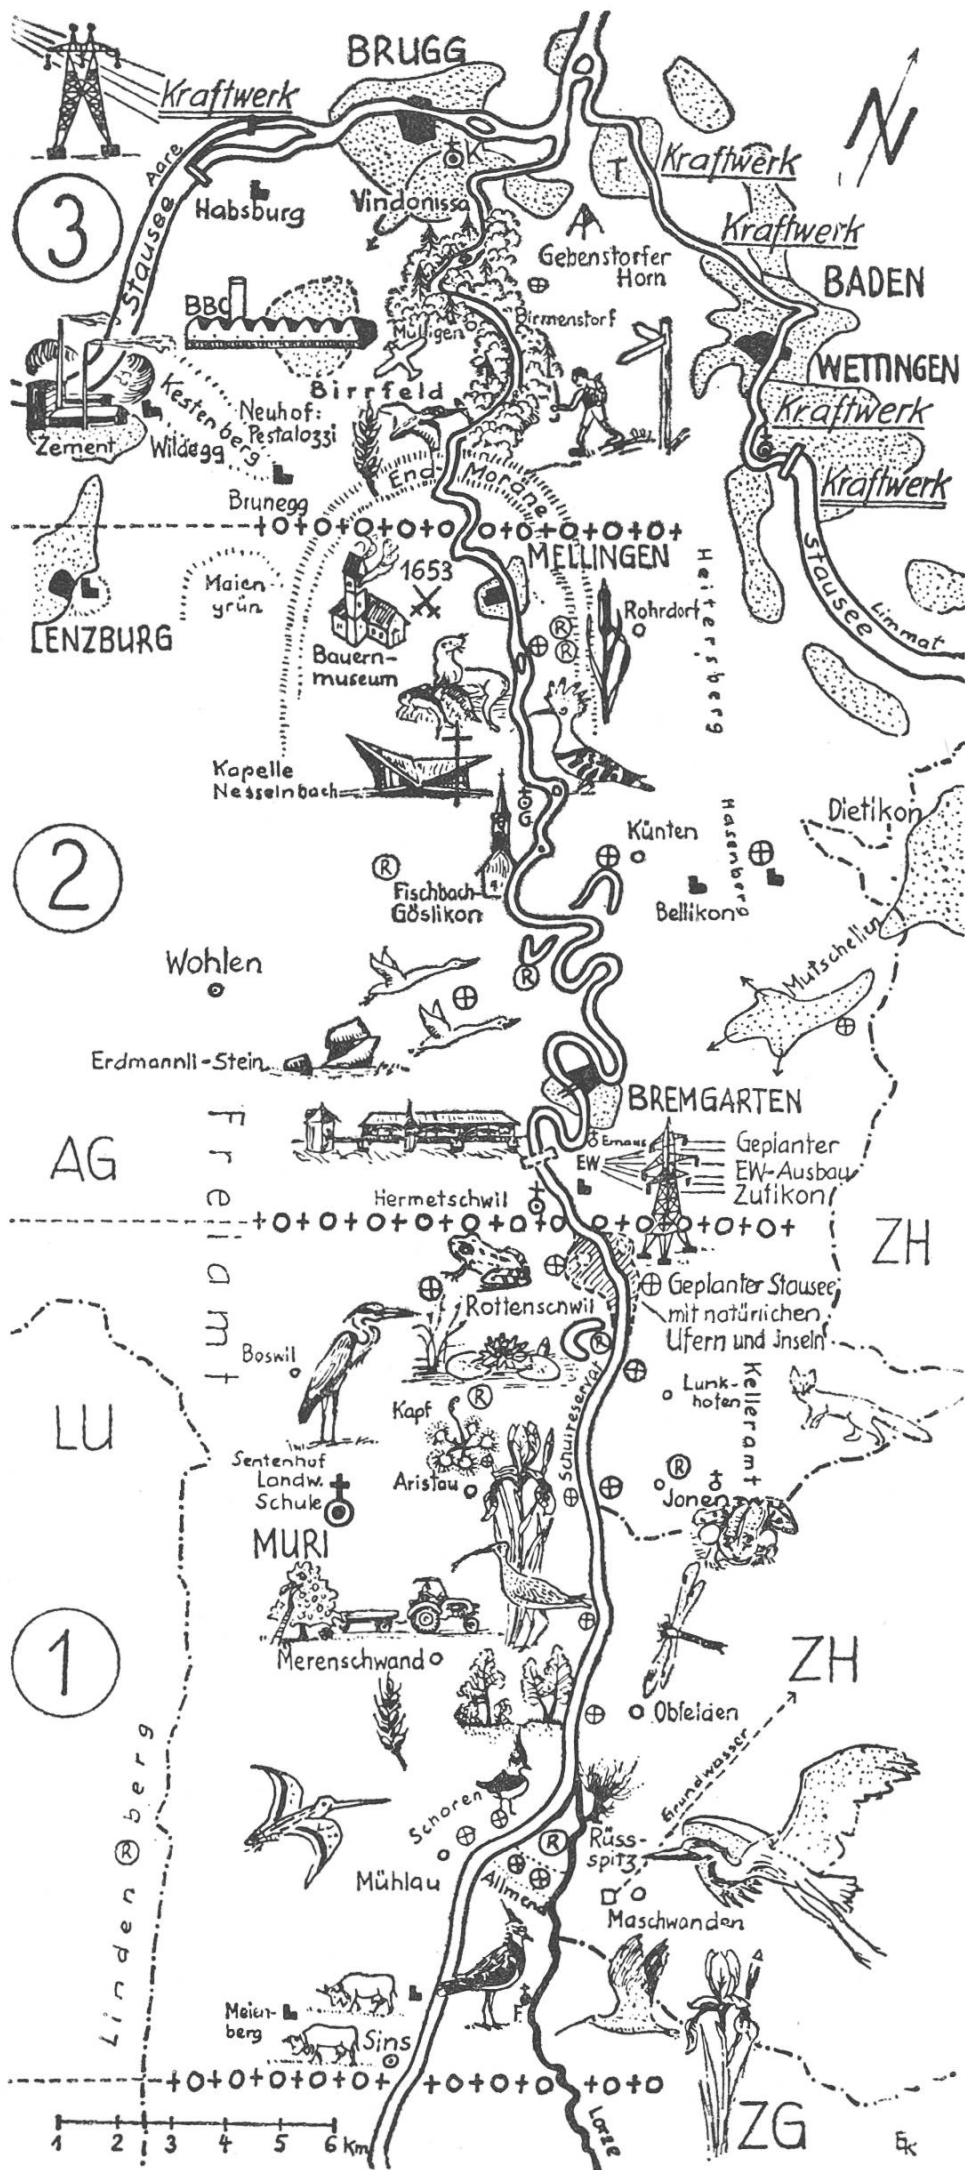 BRUGG
Kraftwerk
N
Aare
K
T
Kraftwerk
3
Stausee
Habsburg
Vindonissa
Kraftwerk
Gebenstorfer
Horn
BADEN
BBC
Mülligen
Birmenstorf
WETTINGEN
Birrfeld
Kestenberg
Neuhof:
Pestalozzi
Kraftwerk
Zement
Wildegg
End-Moräne
Kraftwerk
Brunegg
MELLINGEN
Stausee
Limmat
Maien
grün
1653
Heitersberg
Rohrdorf
R
R
LENZBURG
Bauern-
museum
Kapelle
Nesselnbach
G
Dietikon
Hasenberg
Künten
2
R
Fischbach-
Göslikon
Bellikon
Wohlen
R
Erdmannli-Stein
Freiamt
BREMGARTEN
AG
Emaus
EW
Geplanter
EW-Ausbau
Zufikon
Hermetschwil
ZH
Geplanter Stausee
mit natürlichen
Ufern und Jnseln
Rottenschwil
R
Boswil
Schuireservat
Kelleramt
Lunk-
hofen
LU
Kapf
R
Sentenhof
Landw.
Schule
Aristau
R
Jonen
MURI
1
Merenschwand
ZH
Obfelden
Grundwasser
Lindenberg
R
Schoren
R
Rüss-
spitz
Mühlau
Allmend
Maschwanden
Meien-
berg
F
Sins
Lorze
ZG
1 2 3 4 5 6 Km
EK